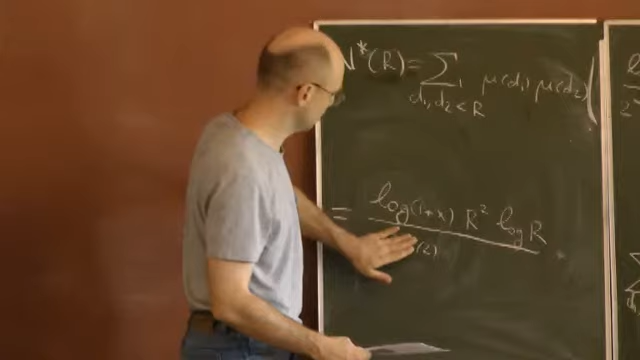 N*(R) = Σ μ(d₁) μ(d₂) (
d₁,d₂<R
= log(1+x) R² log R
(2)